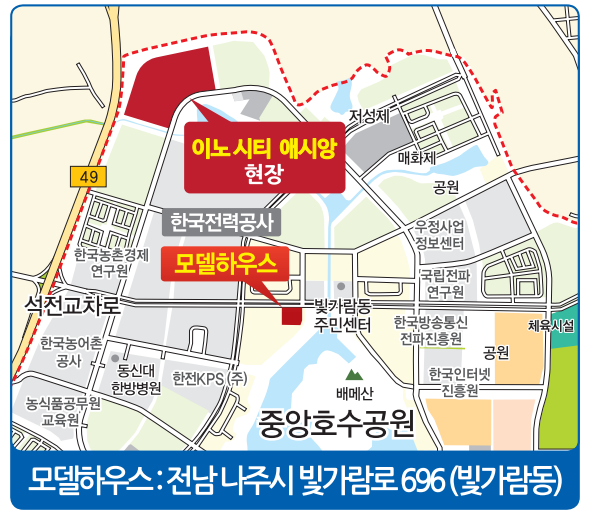 저성제
이노 시티 애시앙
현장
매화제
49
공원
한국전력공사
우정사업
정보센터
한국농촌경제
연구원
모델하우스
국립전파
연구원
석전교차로
빛가람동
주민센터
한국방송통신
전파진흥원
체육시설
한국농어촌
공사
공원
동신대
한방병원
한전KPS (주)
한국인터넷
진흥원
배메산
농식품공무원
교육원
중앙호수공원
모델하우스 : 전남 나주시 빛가람로 696 (빛가람동)